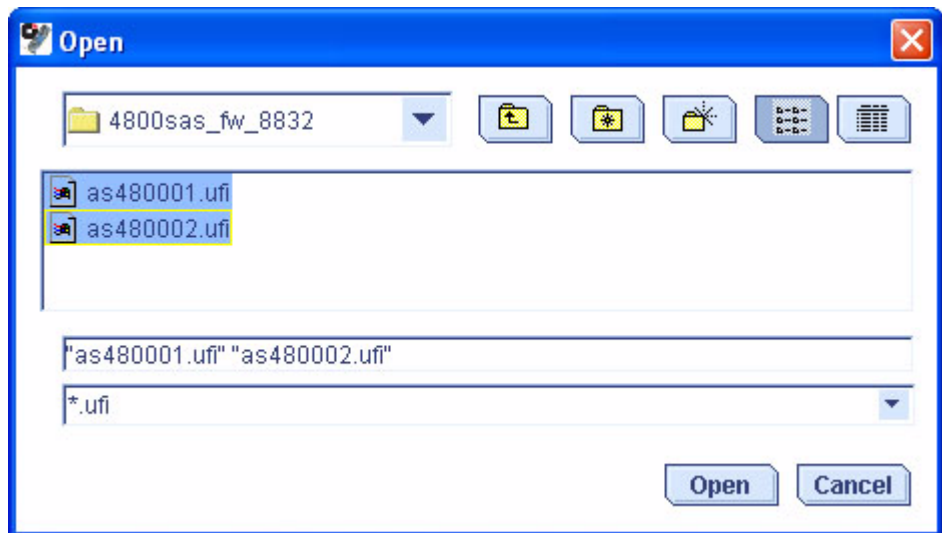 Open
4800sas_fw_8832
as480001.ufi
as480002.ufi
"as480001.ufi" "as480002.ufi"
*.ufi
Open Cancel